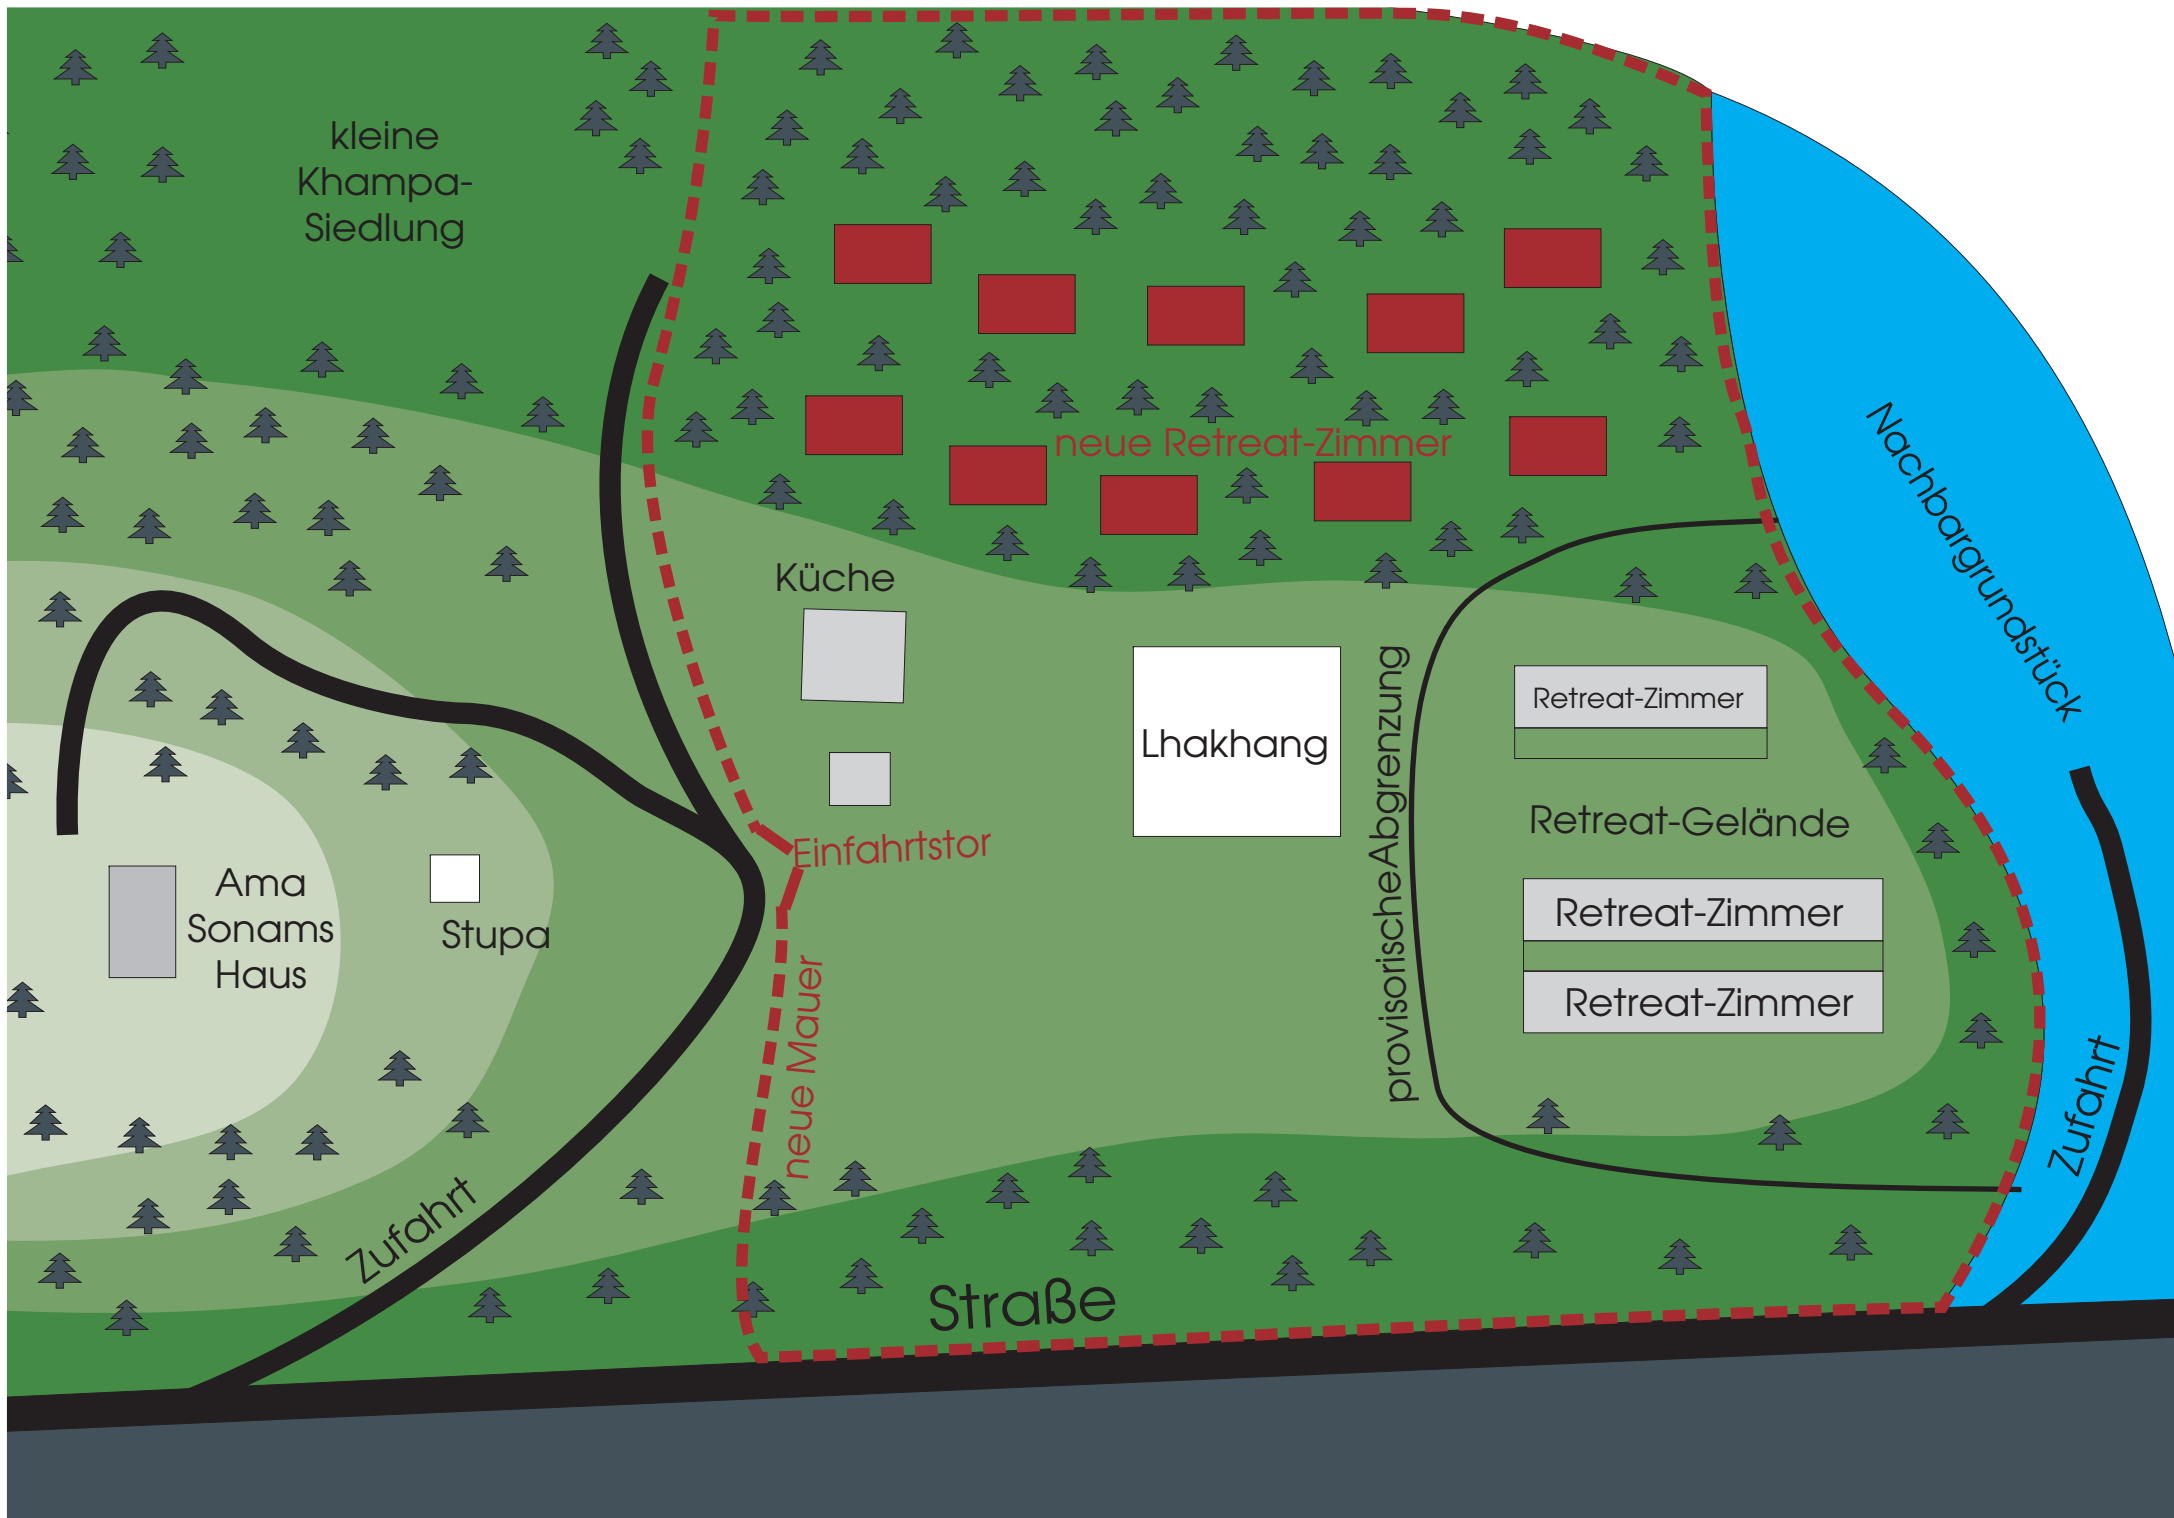 kleine
Khampa-
Siedlung
neue Retreat-Zimmer
Nachbargrundstück
Küche
Lhakhang
provisorischeAbgrenzung
Retreat-Zimmer
Retreat-Gelände
Einfahrtstor
Ama
Sonams
Haus
Stupa
Retreat-Zimmer
Retreat-Zimmer
neue Mauer
Zufahrt
Zufahrt
Straße